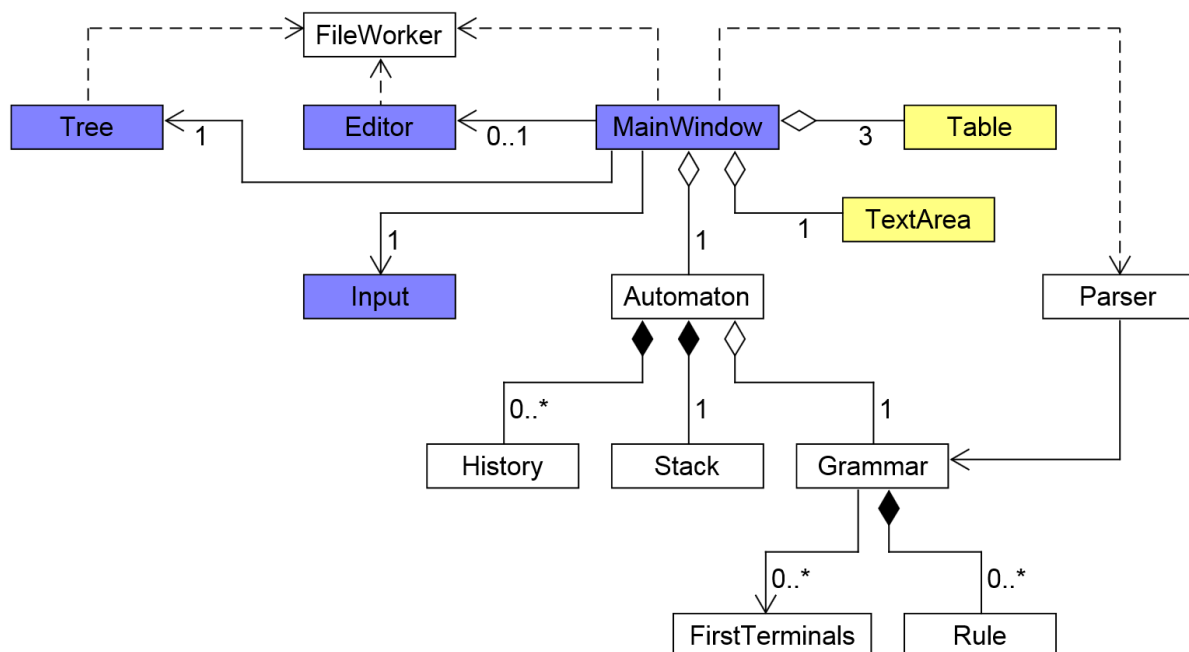 FileWorker
Tree
Editor
MainWindow
Table
1
0..1
3
TextArea
1
1
1
Input
Automaton
Parser
0..*
1
1
History
Stack
Grammar
0..*
0..*
FirstTerminals
Rule